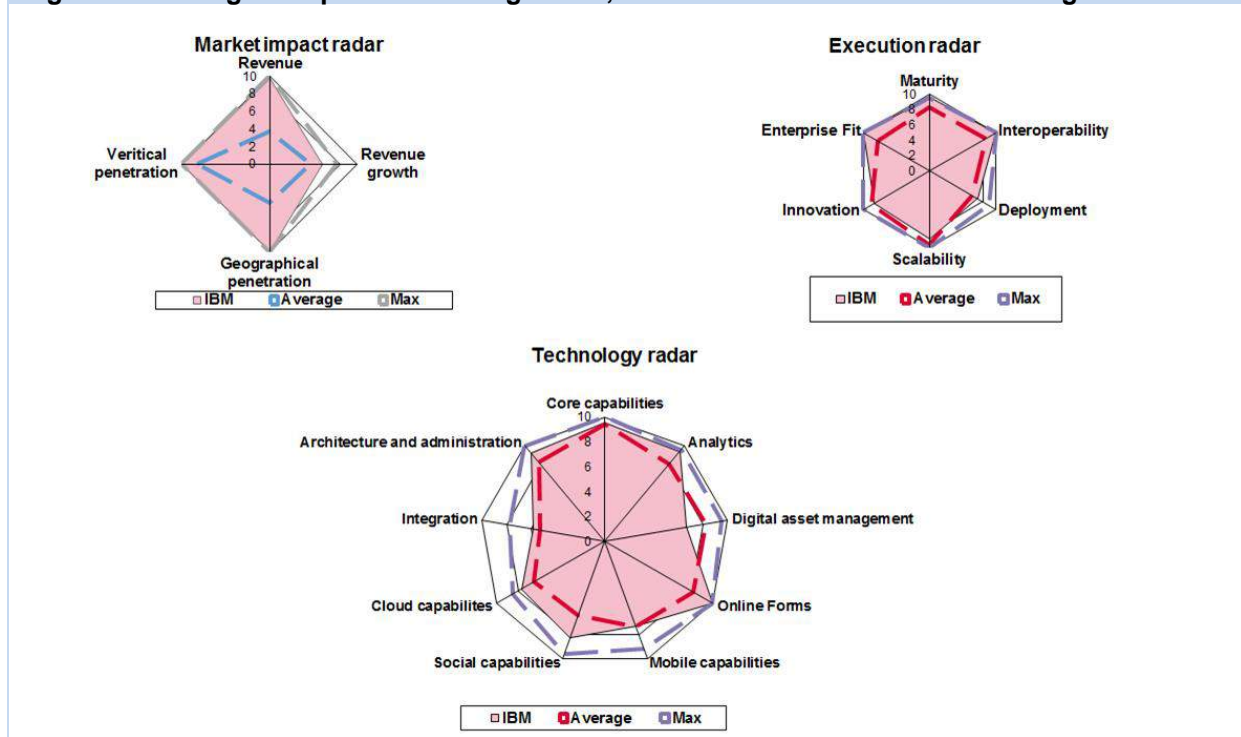 Market impact radar
Revenue
10
8
6
4
2
0
Veritical
penetration
Revenue
growth
Geographical
penetration
IBM Average Max
Execution radar
Maturity
10
8
6
4
2
0
Enterprise Fit
Interoperability
Innovation
Deployment
Scalability
IBM Average Max
Technology radar
Core capabilities
10
8
6
4
2
0
Architecture and administration
Analytics
Integration
Digital asset management
Cloud capabilites
Online Forms
Social capabilities
Mobile capabilities
IBM Average Max